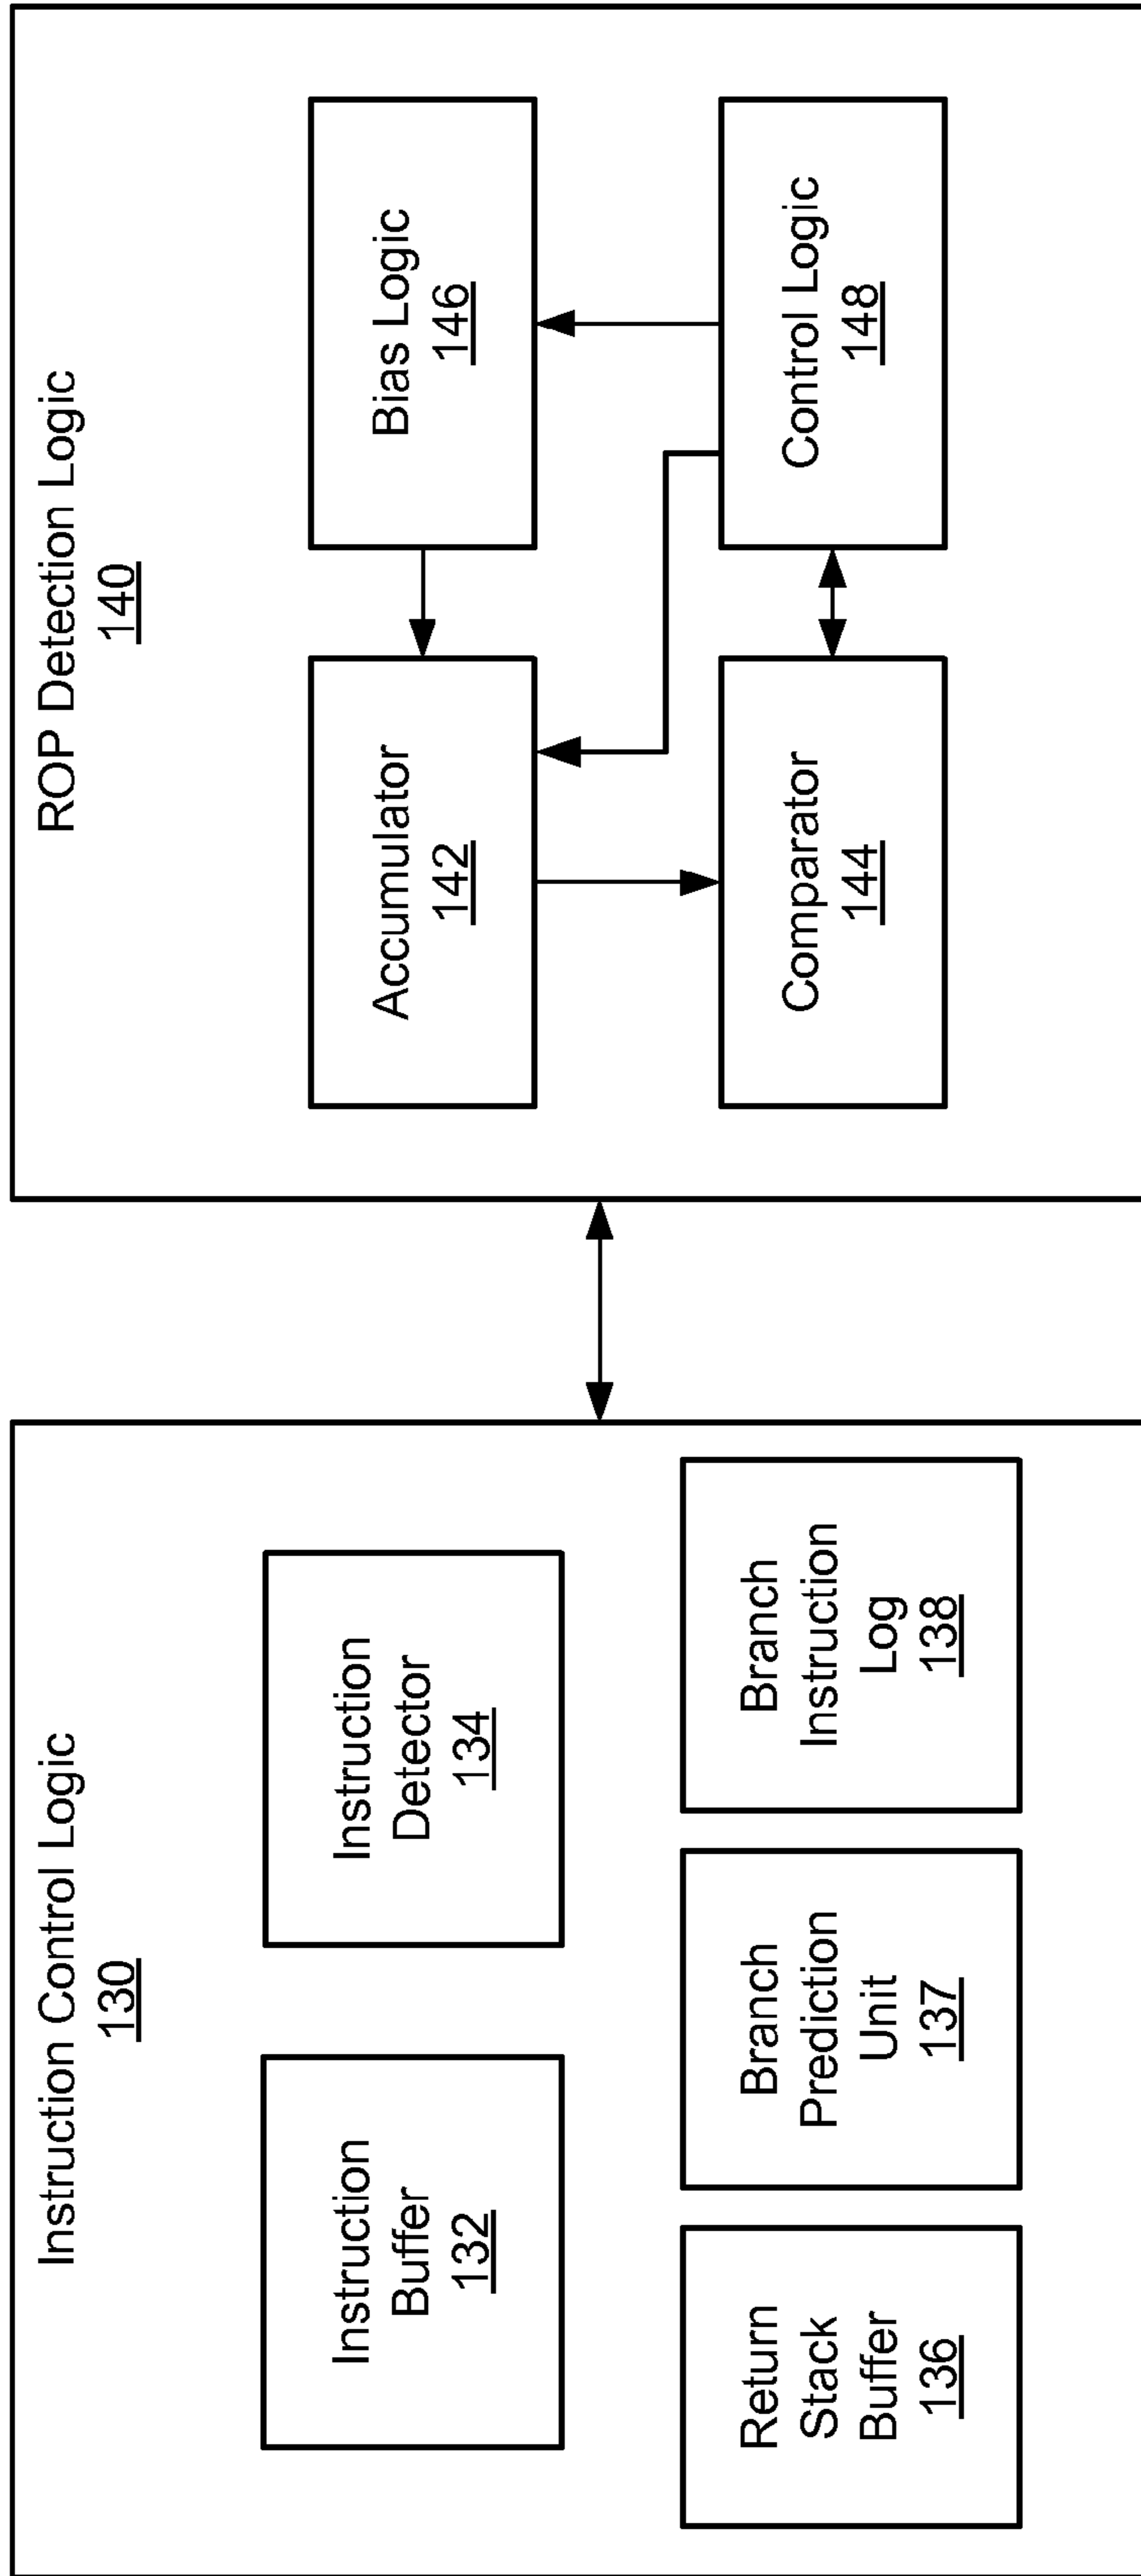 Instruction Control Logic
130
Instruction
Buffer
132
Instruction
Detector
134
Return
Stack
Buffer
136
Branch
Prediction
Unit
137
Branch
Instruction
Log
138
ROP Detection Logic
140
Accumulator
142
Bias Logic
146
Comparator
144
Control Logic
148